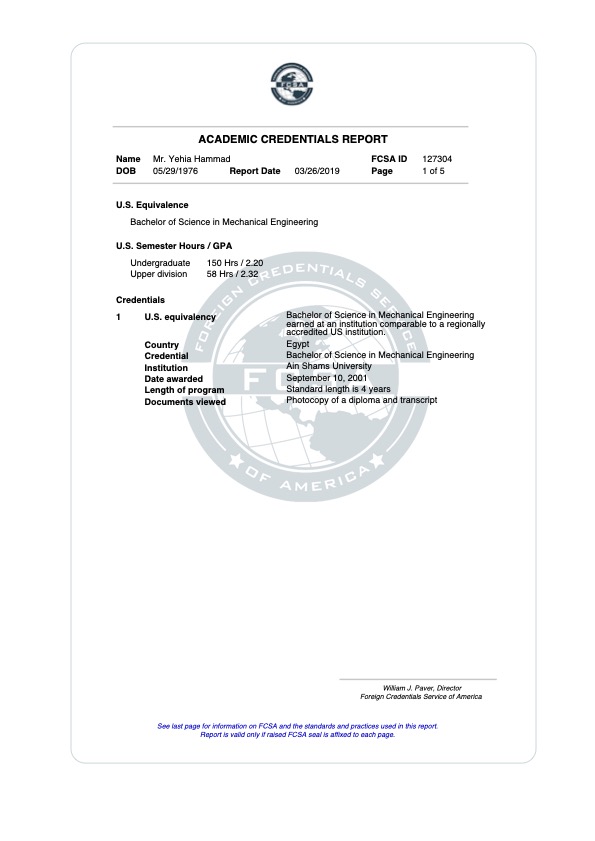 FCSA
ACADEMIC CREDENTIALS REPORT
Name Mr. Yehia Hammad FCSA ID 127304
DOB 05/29/1976 Report Date 03/26/2019 Page 1 of 5
U.S. Equivalence
Bachelor of Science in Mechanical Engineering
U.S. Semester Hours / GPA
Undergraduate 150 Hrs / 2.20
Upper division 58 Hrs / 2.32
FOREIGN CREDENTIALS SERVICE
Credentials
1 U.S. equivalency Bachelor of Science in Mechanical Engineering
earned at an institution comparable to a regionally
accredited US institution.
Country Egypt
Credential Bachelor of Science in Mechanical Engineering
Institution Ain Shams University
Date awarded September 10, 2001
Length of program Standard length is 4 years
Documents viewed Photocopy of a diploma and transcript
FCSA
OF AMERICA
William J. Paver, Director
Foreign Credentials Service of America
See last page for information on FCSA and the standards and practices used in this report.
Report is valid only if raised FCSA seal is affixed to each page.